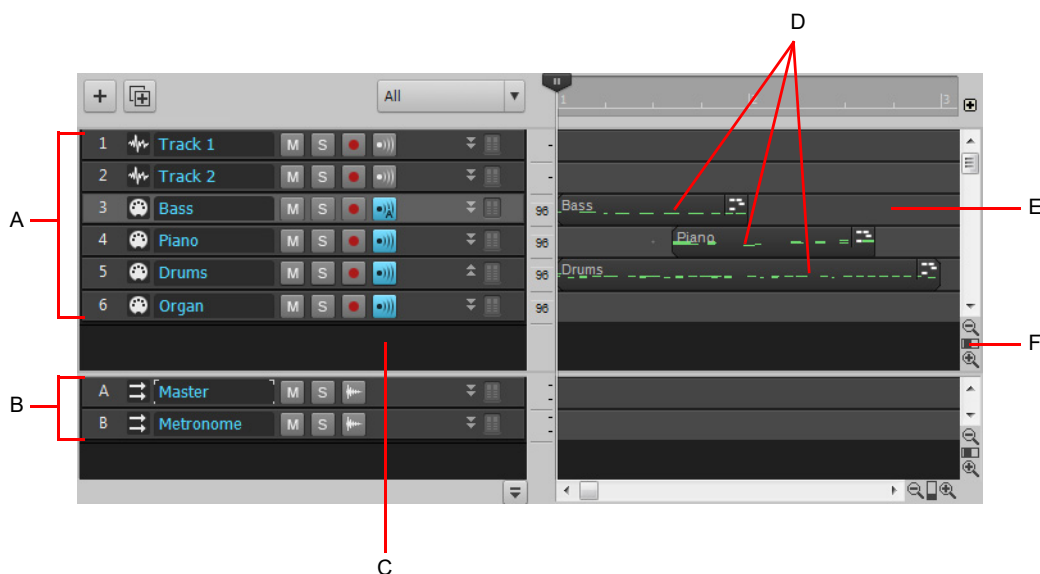 D
All
1 2 3
A
1 Track 1 M S -
2 Track 2 M S -
3 Bass M S A 96 Bass
E
4 Piano M S 96 Piano
5 Drums M S 96 Drums
6 Organ M S 96
F
B
A Master M S - -
B Metronome M S - -
C